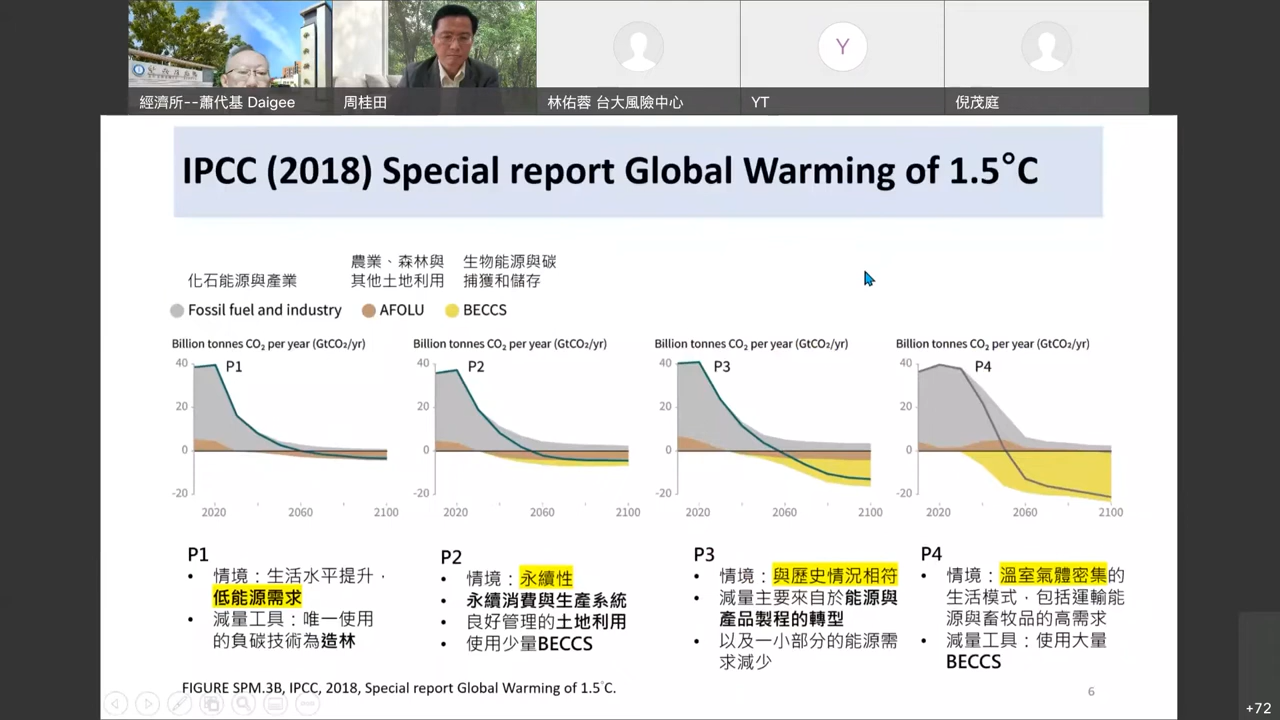 經濟所--蕭代基 Daigee
周桂田
林佑蓉 台大風險中心
Y
YT
倪茂庭
IPCC (2018) Special report Global Warming of 1.5°C
化石能源與產業
農業、森林與
其他土地利用
生物能源與碳
捕獲和儲存
Fossil fuel and industry
AFOLU
BECCS
Billion tonnes CO₂ per year (GtCO₂/yr)
P1
40
20
0
-20
2020
2060
2100
Billion tonnes CO₂ per year (GtCO₂/yr)
P2
40
20
0
-20
2020
2060
2100
Billion tonnes CO₂ per year (GtCO₂/yr)
P3
40
20
0
-20
2020
2060
2100
Billion tonnes CO₂ per year (GtCO₂/yr)
P4
40
20
0
-20
2020
2060
2100
P1
• 情境：生活水平提升，
低能源需求
• 減量工具：唯一使用
的負碳技術為造林
P2
• 情境：永續性
• 永續消費與生產系統
• 良好管理的土地利用
• 使用少量BECCS
P3
• 情境：與歷史情況相符
• 減量主要來自於能源與
產品製程的轉型
• 以及一小部分的能源需
求減少
P4
• 情境：溫室氣體密集的
生活模式，包括運輸能
源與畜牧品的高需求
• 減量工具：使用大量
BECCS
FIGURE SPM.3B, IPCC, 2018, Special report Global Warming of 1.5°C.
6
+72